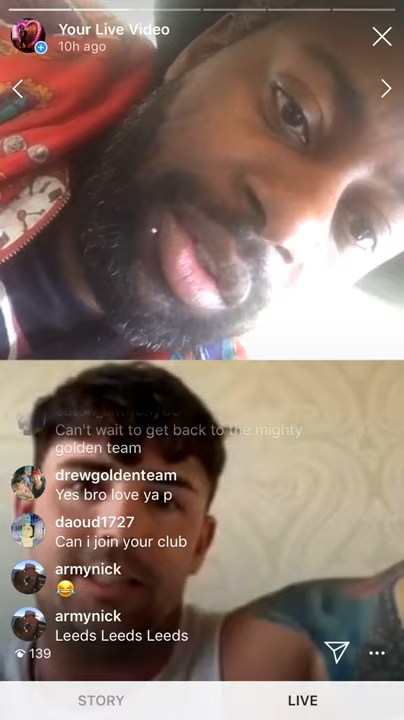 Your Live Video
10h ago
Can't wait to get back to the mighty
golden team
drewgoldenteam
Yes bro love ya p
daoud1727
Can i join your club
armynick
😂
armynick
Leeds Leeds Leeds
139
STORY
LIVE